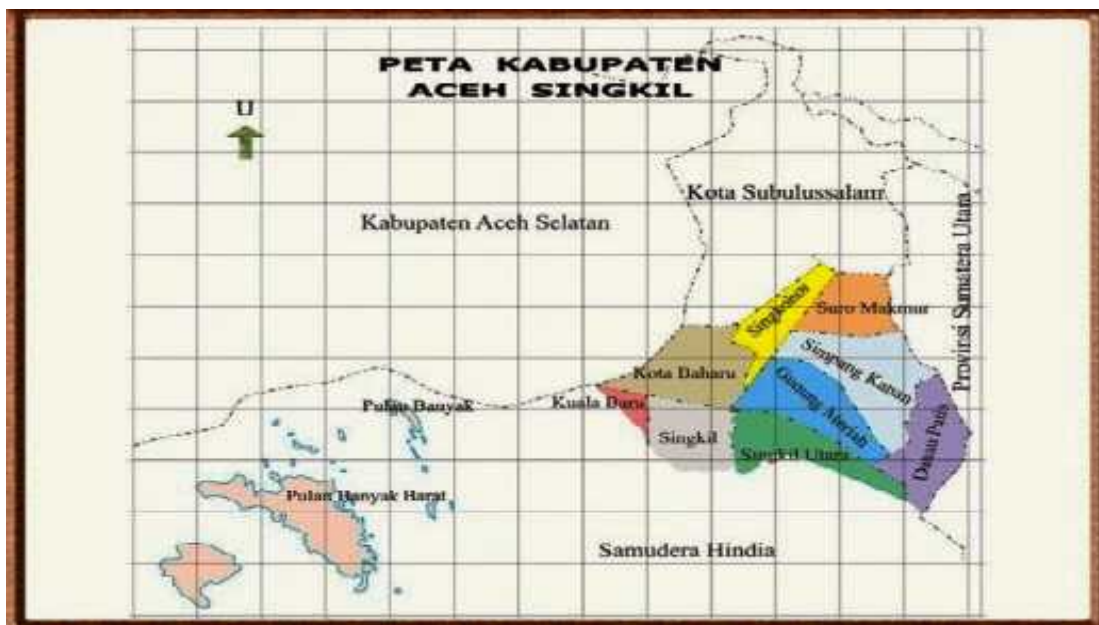 PETA KABUPATEN
ACEH SINGKIL
U
Kota Subulussalam
Kabupaten Aceh Selatan
Provinsi Sumatera Utara
Singkohor
Suro Makmur
Simpang Kanan
Kota Daharu
Gunung Meriah
Pulau Banyak
Kuala Baru
Danau Paris
Singkil
Singkil Utara
Pulau Banyak Barat
Samudera Hindia